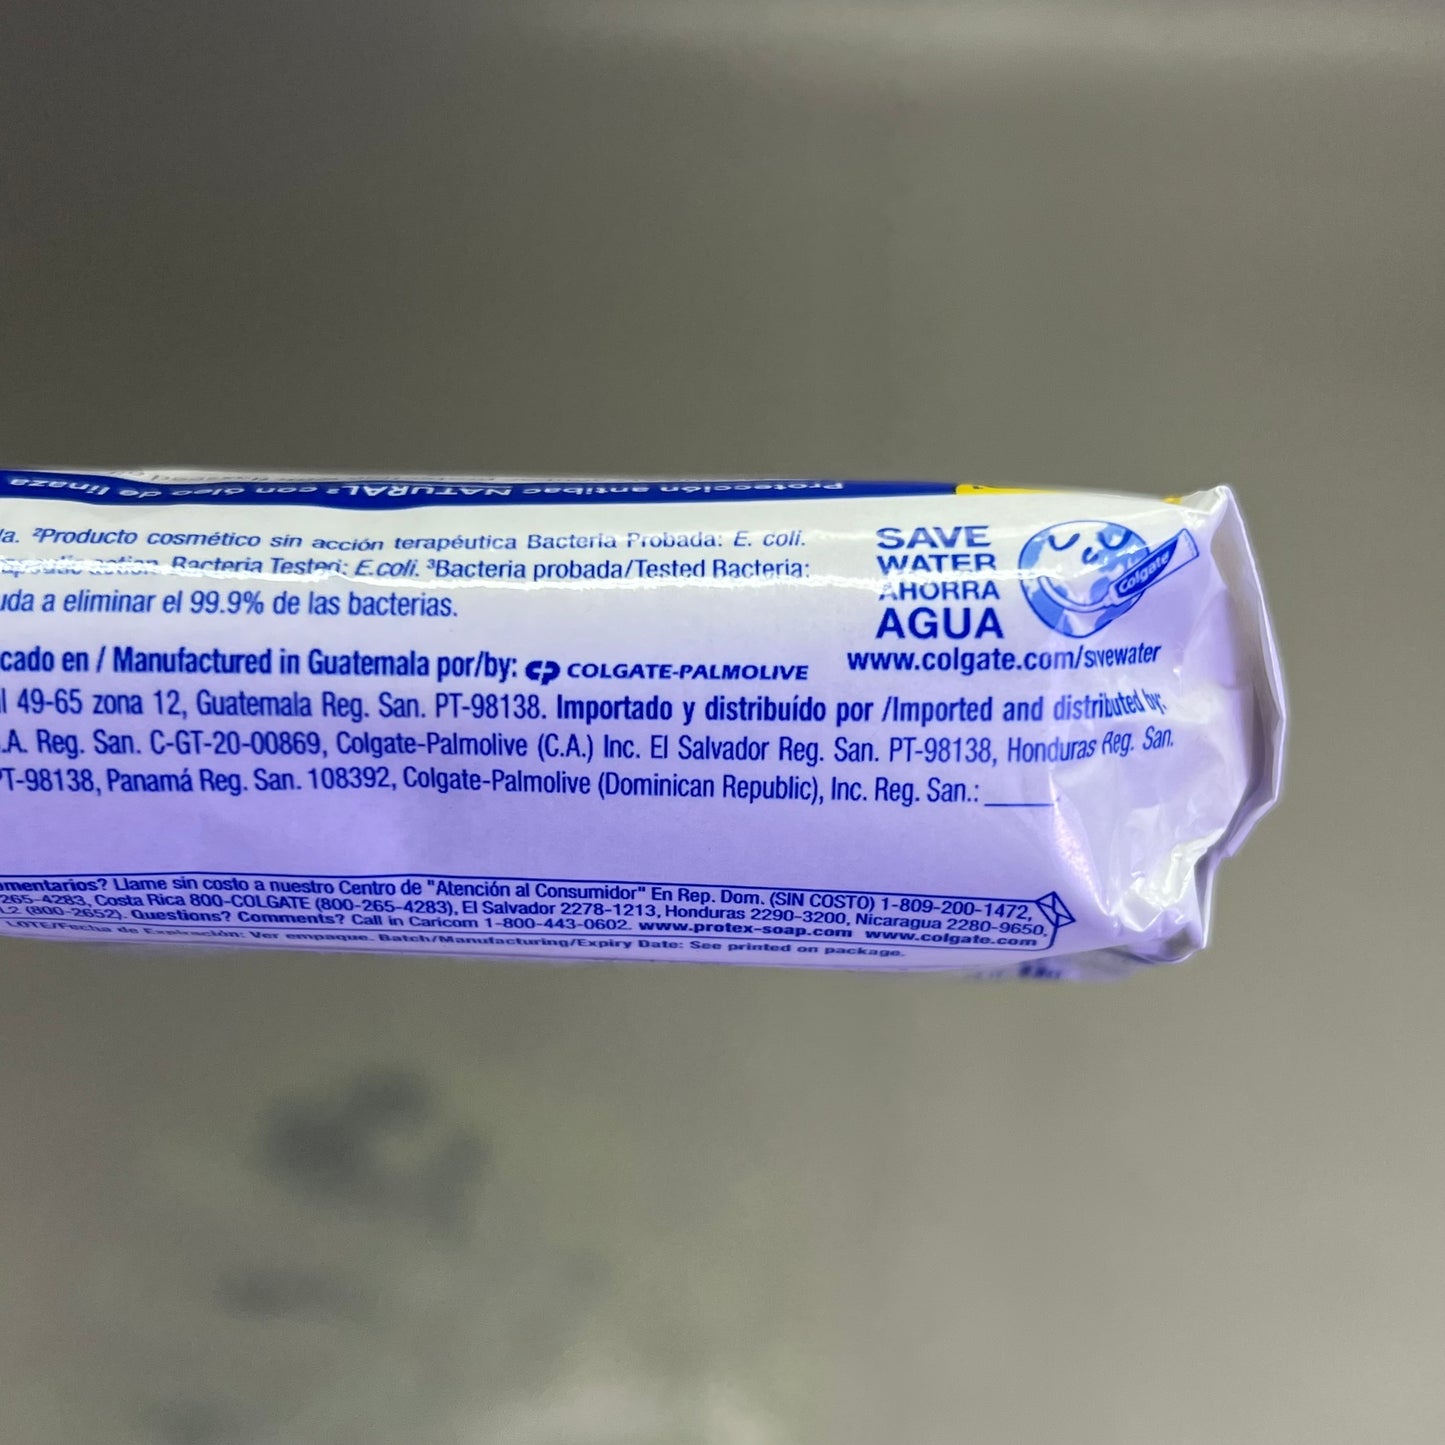 Protección antibac NATURAL² con óleo de linaza
²Producto cosmético sin acción terapéutica Bacteria Probada: E. coli.
action. Bacteria Tested: E.coli. ³Bacteria probada/Tested Bacteria:
uda a eliminar el 99.9% de las bacterias.
SAVE
WATER
AHORRA
AGUA
Colgate
www.colgate.com/savewater
cado en / Manufactured in Guatemala por/by: CP COLGATE-PALMOLIVE
l 49-65 zona 12, Guatemala Reg. San. PT-98138. Importado y distribuído por /Imported and distributed by:
.A. Reg. San. C-GT-20-00869, Colgate-Palmolive (C.A.) Inc. El Salvador Reg. San. PT-98138, Honduras Reg. San.
PT-98138, Panamá Reg. San. 108392, Colgate-Palmolive (Dominican Republic), Inc. Reg. San.: _____
omentarios? Llame sin costo a nuestro Centro de "Atención al Consumidor" En Rep. Dom. (SIN COSTO) 1-809-200-1472,
265-4283, Costa Rica 800-COLGATE (800-265-4283), El Salvador 2278-1213, Honduras 2290-3200, Nicaragua 2280-9650,
L2 (800-2652). Questions? Comments? Call in Caricom 1-800-443-0602. www.protex-soap.com www.colgate.com
LOTE/Fecha de Expiración: Ver empaque. Batch/Manufacturing/Expiry Date: See printed on package.